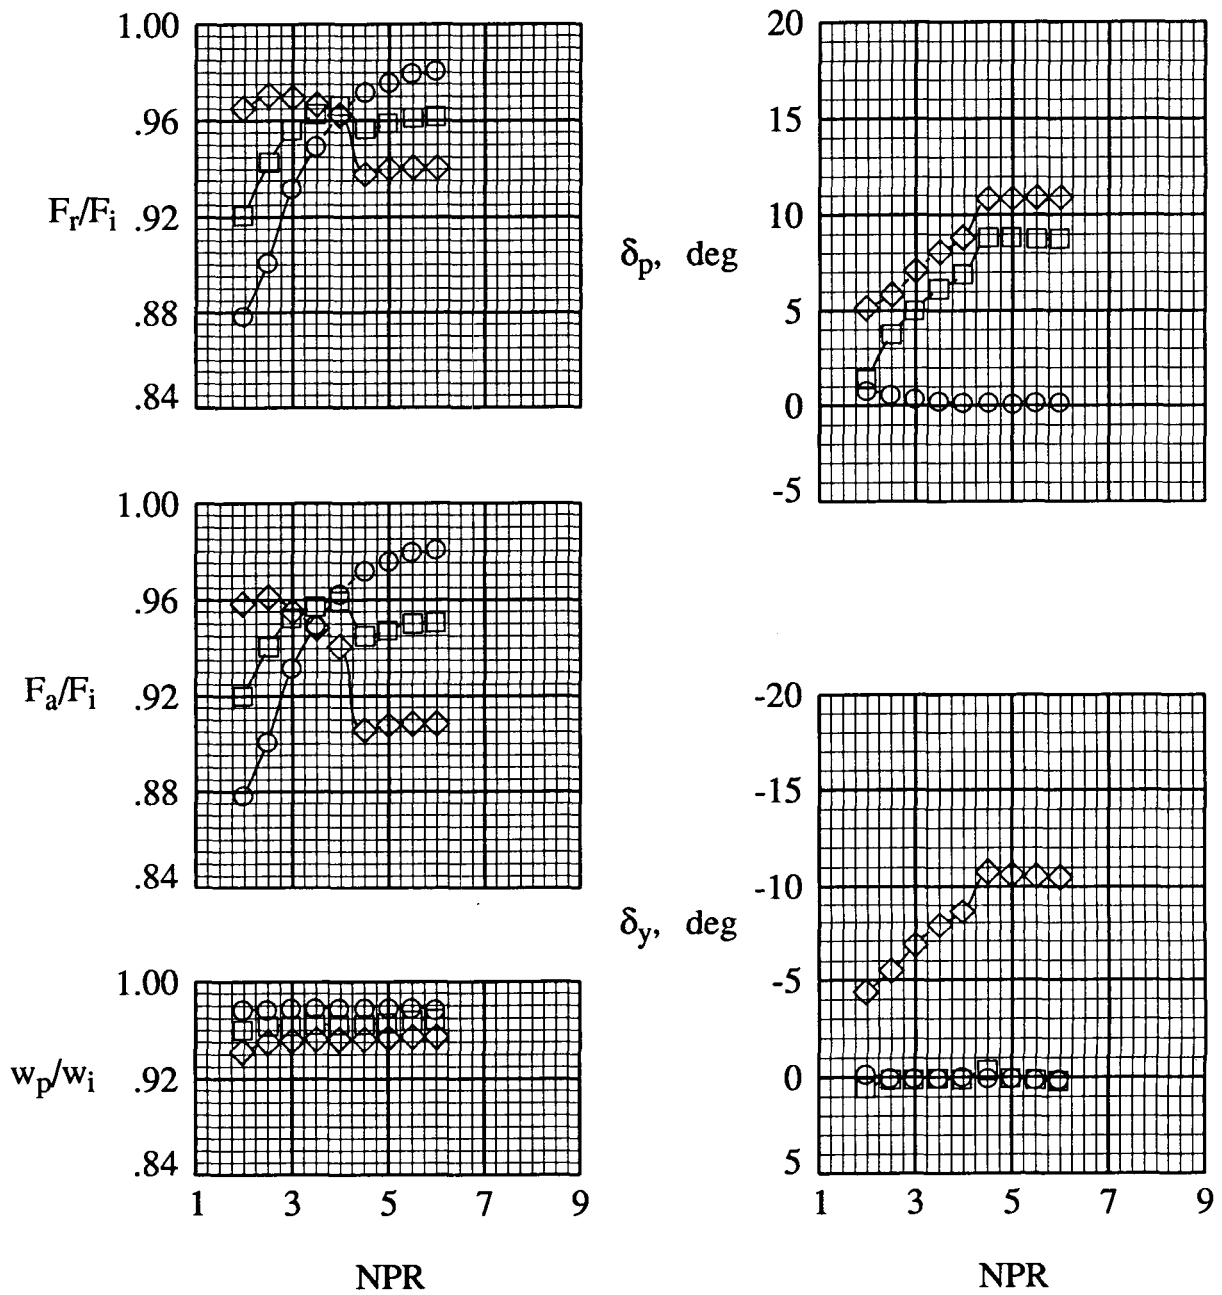 1.00
.96
F_r/F_i
.92
.88
.84
1.00
.96
F_a/F_i
.92
.88
.84
1.00
w_p/w_i
.92
.84
1 3 5 7 9
NPR
20
15
10
δ_p, deg
5
0
-5
-20
-15
-10
δ_y, deg
-5
0
5
1 3 5 7 9
NPR